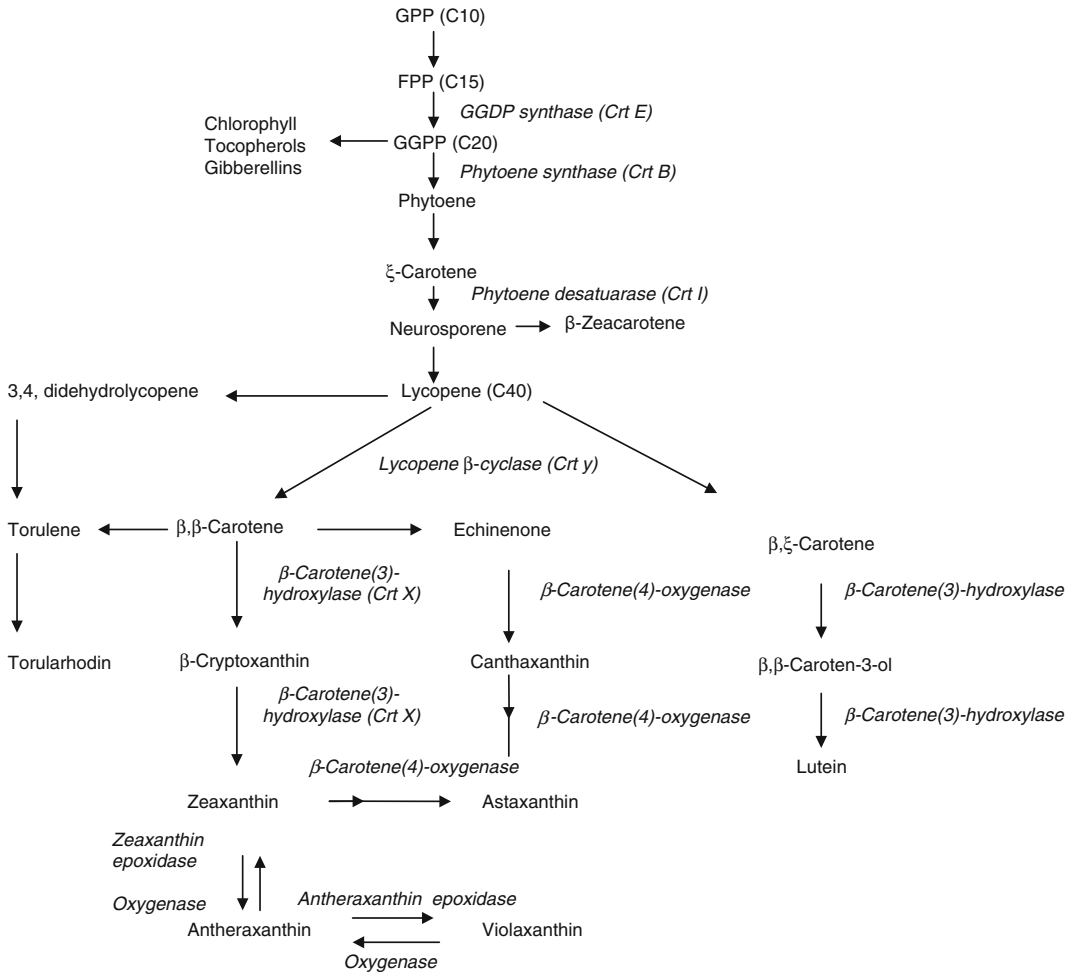 GPP (C10)
FPP (C15)
GGDP synthase (Crt E)
Chlorophyll
Tocopherols
Gibberellins
GGPP (C20)
Phytoene synthase (Crt B)
Phytoene
ξ-Carotene
Phytoene desatuarase (Crt I)
Neurosporene
β-Zeacarotene
3,4, didehydrolycopene
Lycopene (C40)
Lycopene β-cyclase (Crt y)
Torulene
β,β-Carotene
Echinenone
β,ξ-Carotene
β-Carotene(3)-
hydroxylase (Crt X)
β-Carotene(4)-oxygenase
β-Carotene(3)-hydroxylase
Torularhodin
β-Cryptoxanthin
Canthaxanthin
β,β-Caroten-3-ol
β-Carotene(3)-
hydroxylase (Crt X)
β-Carotene(4)-oxygenase
β-Carotene(3)-hydroxylase
β-Carotene(4)-oxygenase
Lutein
Zeaxanthin
Astaxanthin
Zeaxanthin
epoxidase
Oxygenase
Antheraxanthin epoxidase
Antheraxanthin
Violaxanthin
Oxygenase